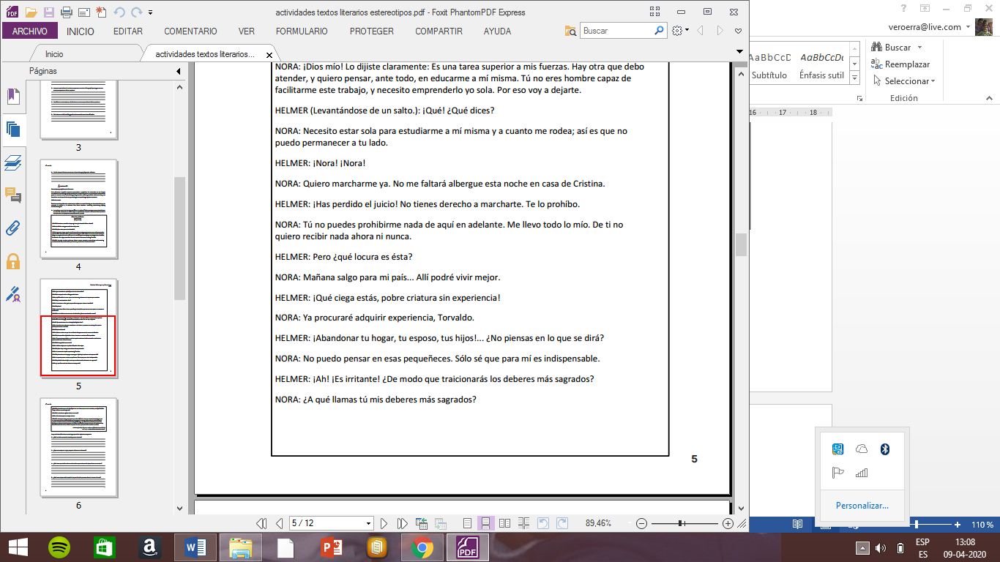 actividades textos literarios estereotipos.pdf - Foxit PhantomPDF Express
ARCHIVO INICIO EDITAR COMENTARIO VER FORMULARIO PROTEGER COMPARTIR AYUDA Buscar
Inicio actividades textos literarios...
Páginas
3
4
5
6
NORA: ¡Dios mío! Lo dijiste claramente: Es una tarea superior a mis fuerzas. Hay otra que debo
atender, y quiero pensar, ante todo, en educarme a mí misma. Tú no eres hombre capaz de
facilitarme este trabajo, y necesito emprenderlo yo sola. Por eso voy a dejarte.
HELMER (Levantándose de un salto.): ¡Qué! ¿Qué dices?
NORA: Necesito estar sola para estudiarme a mí misma y a cuanto me rodea; así es que no
puedo permanecer a tu lado.
HELMER: ¡Nora! ¡Nora!
NORA: Quiero marcharme ya. No me faltará albergue esta noche en casa de Cristina.
HELMER: ¡Has perdido el juicio! No tienes derecho a marcharte. Te lo prohíbo.
NORA: Tú no puedes prohibirme nada de aquí en adelante. Me llevo todo lo mío. De ti no
quiero recibir nada ahora ni nunca.
HELMER: Pero ¿qué locura es ésta?
NORA: Mañana salgo para mi país... Allí podré vivir mejor.
HELMER: ¡Qué ciega estás, pobre criatura sin experiencia!
NORA: Ya procuraré adquirir experiencia, Torvaldo.
HELMER: ¡Abandonar tu hogar, tu esposo, tus hijos!... ¿No piensas en lo que se dirá?
NORA: No puedo pensar en esas pequeñeces. Sólo sé que para mí es indispensable.
HELMER: ¡Ah! ¡Es irritante! ¿De modo que traicionarás los deberes más sagrados?
NORA: ¿A qué llamas tú mis deberes más sagrados?
5
5 / 12 89,46%
veroerra@live.com
AaBbCcD AaBbCcDc
Subtítulo Énfasis sutil
Buscar
Reemplazar
Seleccionar
Edición
16 17 18
Personalizar...
110 %
ESP 13:08
ES 09-04-2020